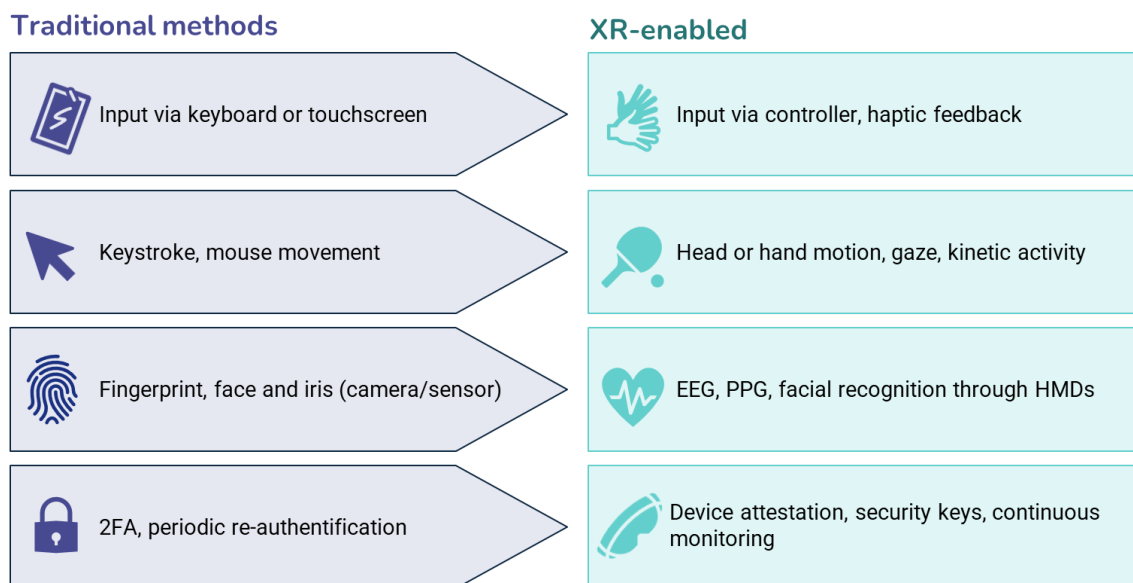 Traditional methods
XR-enabled
Input via keyboard or touchscreen
Input via controller, haptic feedback
Keystroke, mouse movement
Head or hand motion, gaze, kinetic activity
Fingerprint, face and iris (camera/sensor)
EEG, PPG, facial recognition through HMDs
2FA, periodic re-authentification
Device attestation, security keys, continuous
monitoring